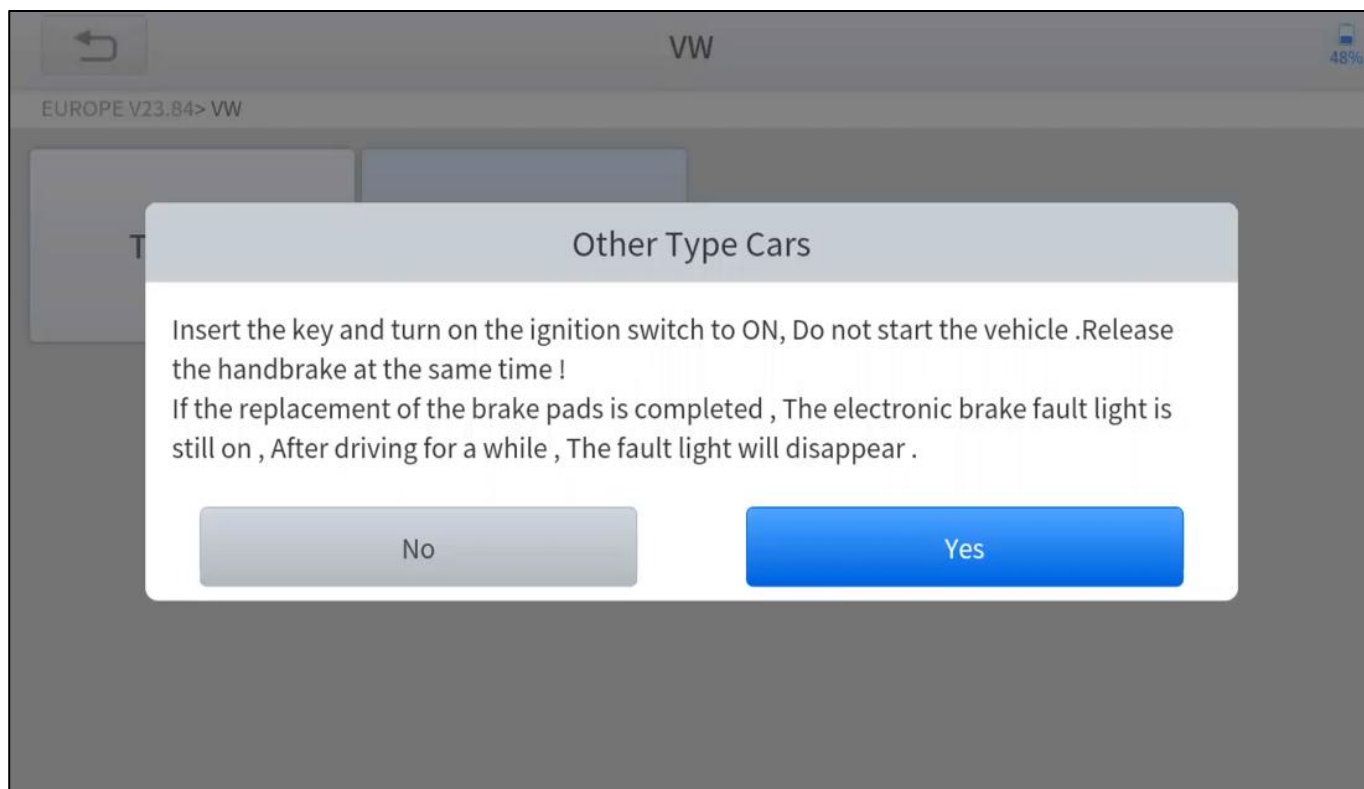 VW
48%
EUROPE V23.84> VW
T
Other Type Cars
Insert the key and turn on the ignition switch to ON, Do not start the vehicle .Release
the handbrake at the same time !
If the replacement of the brake pads is completed , The electronic brake fault light is
still on , After driving for a while , The fault light will disappear .
No
Yes